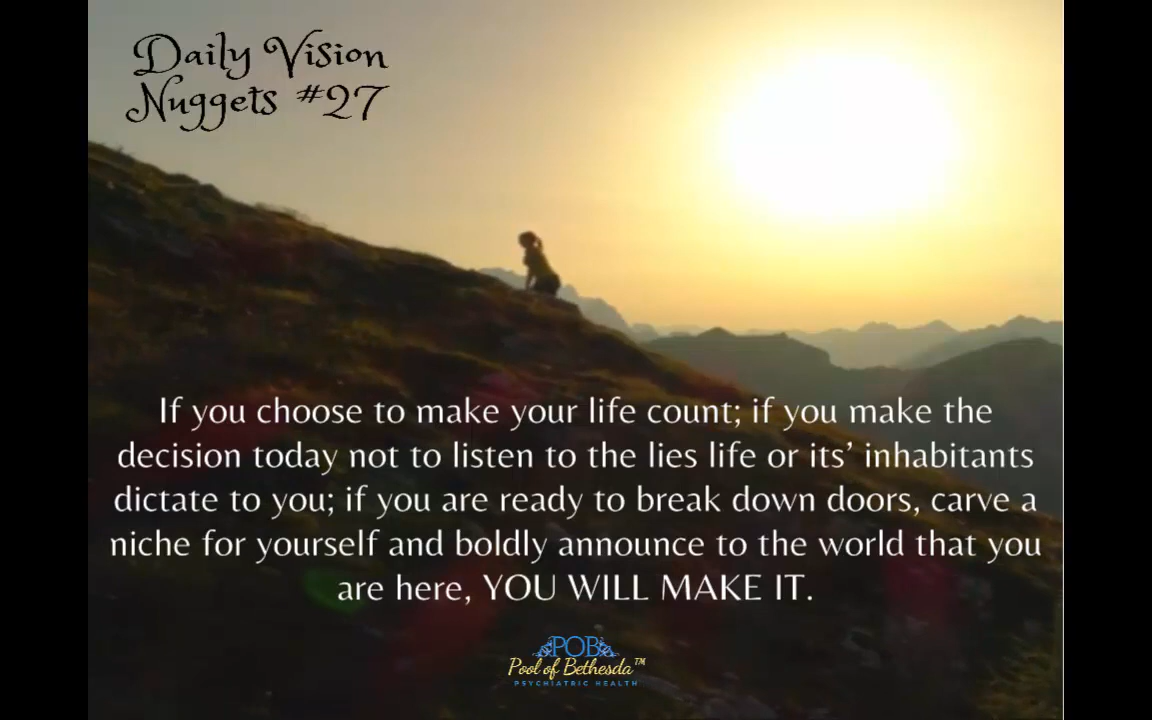 Daily Vision
Nuggets #27
If you choose to make your life count; if you make the
decision today not to listen to the lies life or its’ inhabitants
dictate to you; if you are ready to break down doors, carve a
niche for yourself and boldly announce to the world that you
are here, YOU WILL MAKE IT.
POB
Pool of Bethesda™
PSYCHIATRIC HEALTH